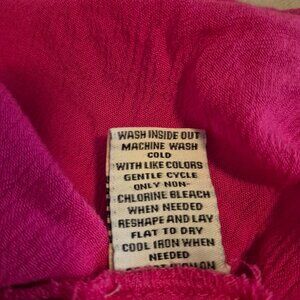 WASH INSIDE OUT
MACHINE WASH
COLD
WITH LIKE COLORS
GENTLE CYCLE
ONLY NON-
CHLORINE BLEACH
WHEN NEEDED
RESHAPE AND LAY
FLAT TO DRY
COOL IRON WHEN
NEEDED